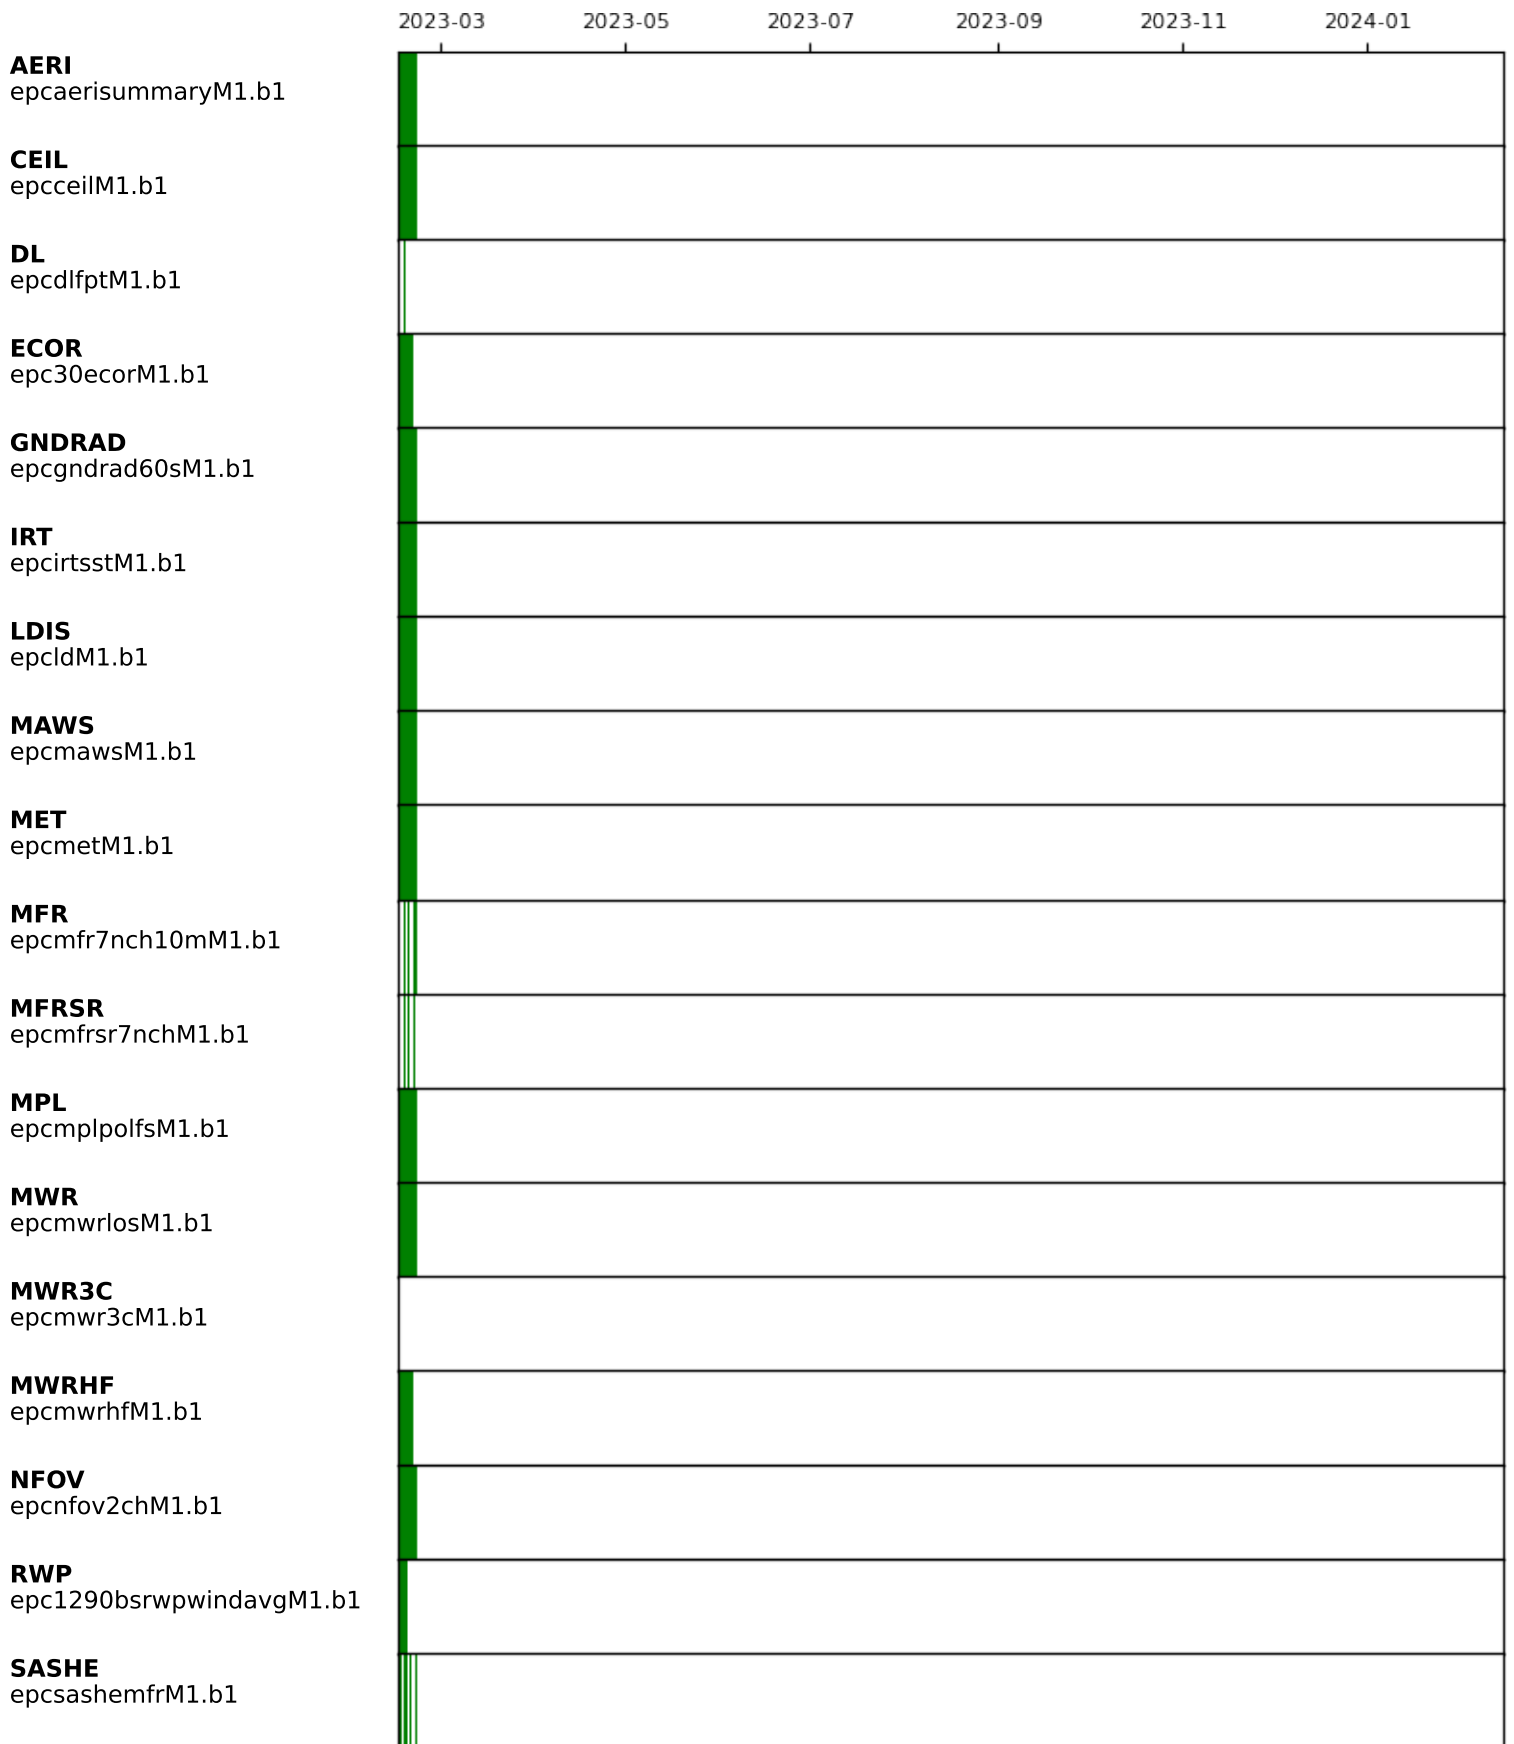 2023-03 2023-05 2023-07 2023-09 2023-11 2024-01
AERI
epcaerisummaryM1.b1
CEIL
epcceilM1.b1
DL
epcdlfptM1.b1
ECOR
epc30ecorM1.b1
GNDRAD
epcgndrad60sM1.b1
IRT
epcirtsstM1.b1
LDIS
epcldM1.b1
MAWS
epcmawsM1.b1
MET
epcmetM1.b1
MFR
epcmfr7nch10mM1.b1
MFRSR
epcmfrsr7nchM1.b1
MPL
epcmplpolfsM1.b1
MWR
epcmwrlosM1.b1
MWR3C
epcmwr3cM1.b1
MWRHF
epcmwrhfM1.b1
NFOV
epcnfov2chM1.b1
RWP
epc1290bsrwpwindavgM1.b1
SASHE
epcsashemfrM1.b1